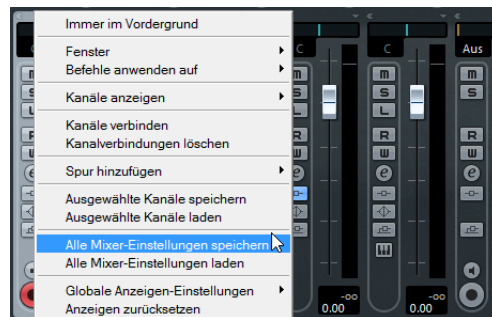 Immer im Vordergrund
Fenster
Befehle anwenden auf
Kanäle anzeigen
Kanäle verbinden
Kanalverbindungen löschen
Spur hinzufügen
Ausgewählte Kanäle speichern
Ausgewählte Kanäle laden
Alle Mixer-Einstellungen speichern
Alle Mixer-Einstellungen laden
Globale Anzeigen-Einstellungen
Anzeigen zurücksetzen
C
C
Aus
m
m
S
S
S
L
L
R
R
R
W
W
W
e
e
e
-oo
0.00
-oo
0.00